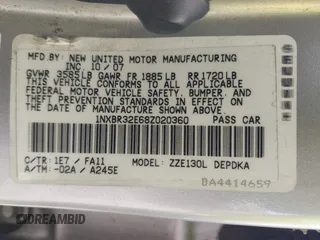 MFD.BY: NEW UNITED MOTOR MANUFACTURING
INC. 10 / 07
GVWR 3585LB GAWR FR 1885LB RR 1720LB
THIS VEHICLE CONFORMS TO ALL APPLICABLE
FEDERAL MOTOR VEHICLE SAFETY, BUMPER, AND
THEFT PREVENTION STANDARDS IN EFFECT ON
THE DATE OF MANUFACTURE SHOWN ABOVE.
1NXBR32E68Z020360 PASS CAR
C/TR: 1E7 / FA11 MODEL: ZZE130L DEPDKA
A/TM: -02A / A245E
BA4414659
DREAMBID